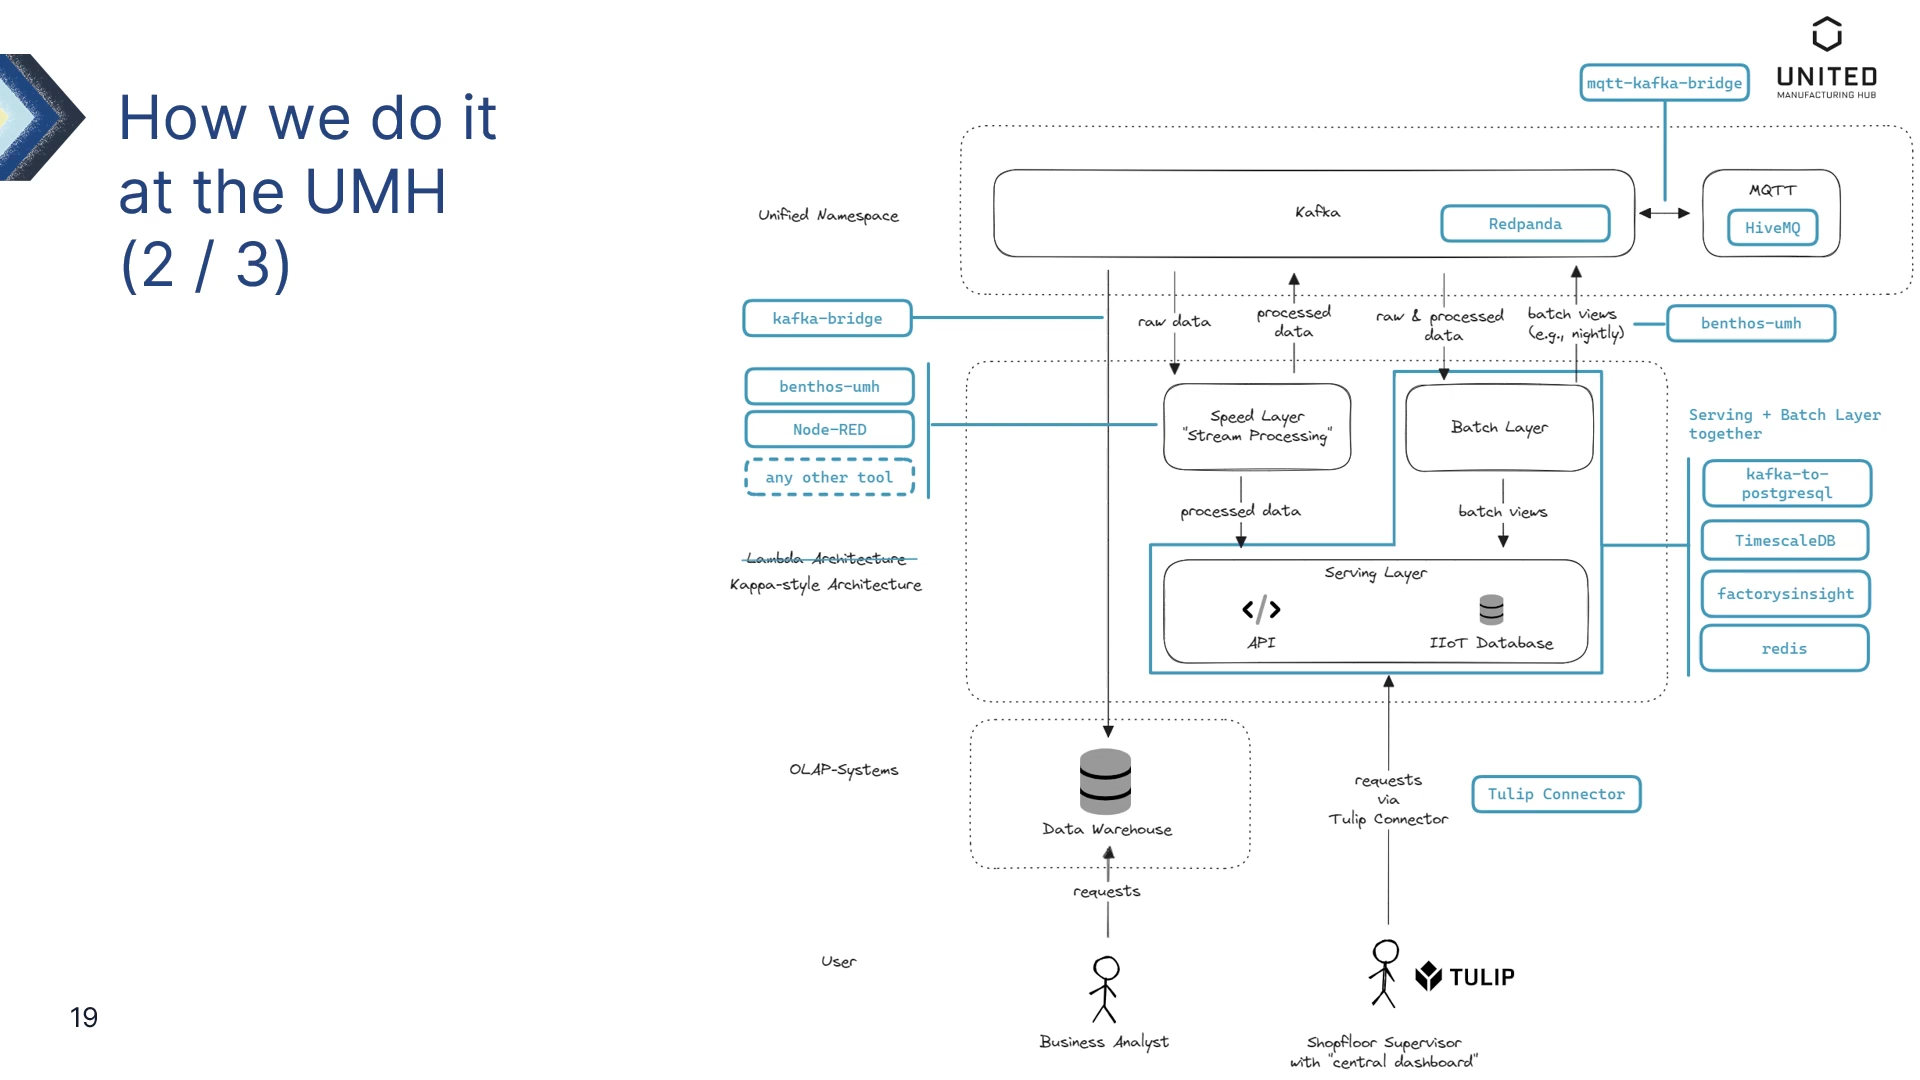 How we do it
at the UMH
(2 / 3)
UNITED
MANUFACTURING HUB
mqtt-kafka-bridge
Unified Namespace
Kafka
Redpanda
MQTT
HiveMQ
kafka-bridge
raw data
processed
data
raw & processed
data
batch views
(e.g., nightly)
benthos-umh
benthos-umh
Node-RED
any other tool
Speed Layer
"Stream Processing"
Batch Layer
Serving + Batch Layer
together
kafka-to-
postgresql
TimescaleDB
factorysinsight
redis
processed data
batch views
Lambda Architecture
Kappa-style Architecture
Serving Layer
</>
API
IIoT Database
OLAP-Systems
Data Warehouse
requests
via
Tulip Connector
Tulip Connector
requests
User
TULIP
Business Analyst
Shopfloor Supervisor
with "central dashboard"
19